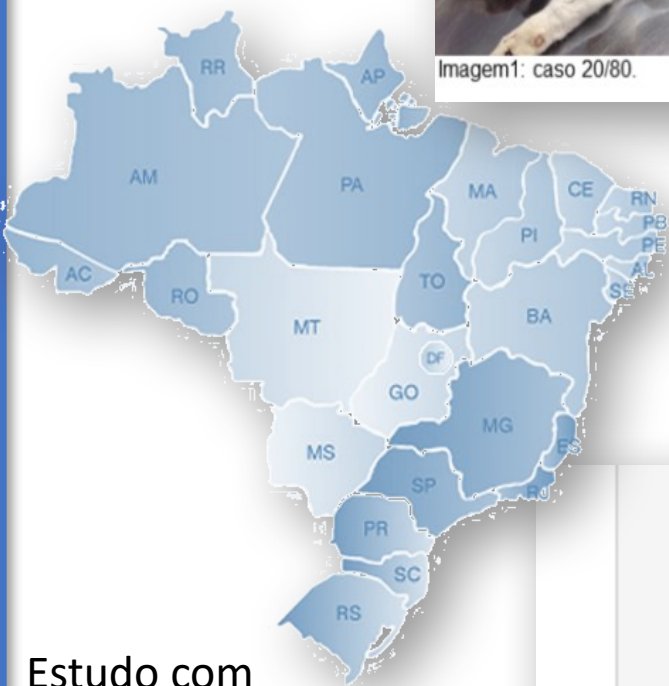 Imagem1: caso 20/80.
RR
AP
AM
PA
MA
CE
RN
PB
PE
AL
SE
PI
AC
RO
TO
BA
MT
DF
GO
MG
ES
MS
SP
RJ
PR
SC
RS
Estudo com